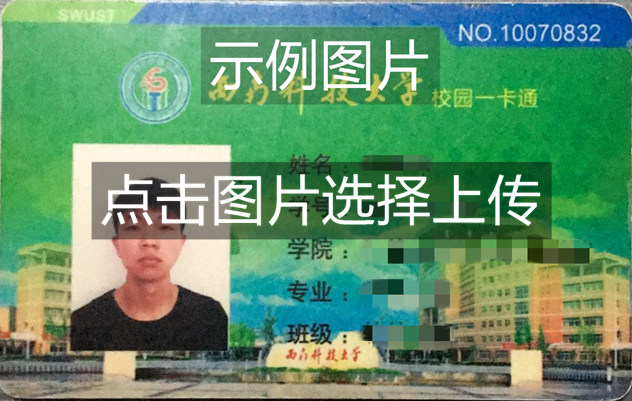 SWUST
NO.10070832
示例图片
西南科技大学 校园一卡通
姓名：
点击图片选择上传
学号
学院：
专业：
班级：
西南科技大学